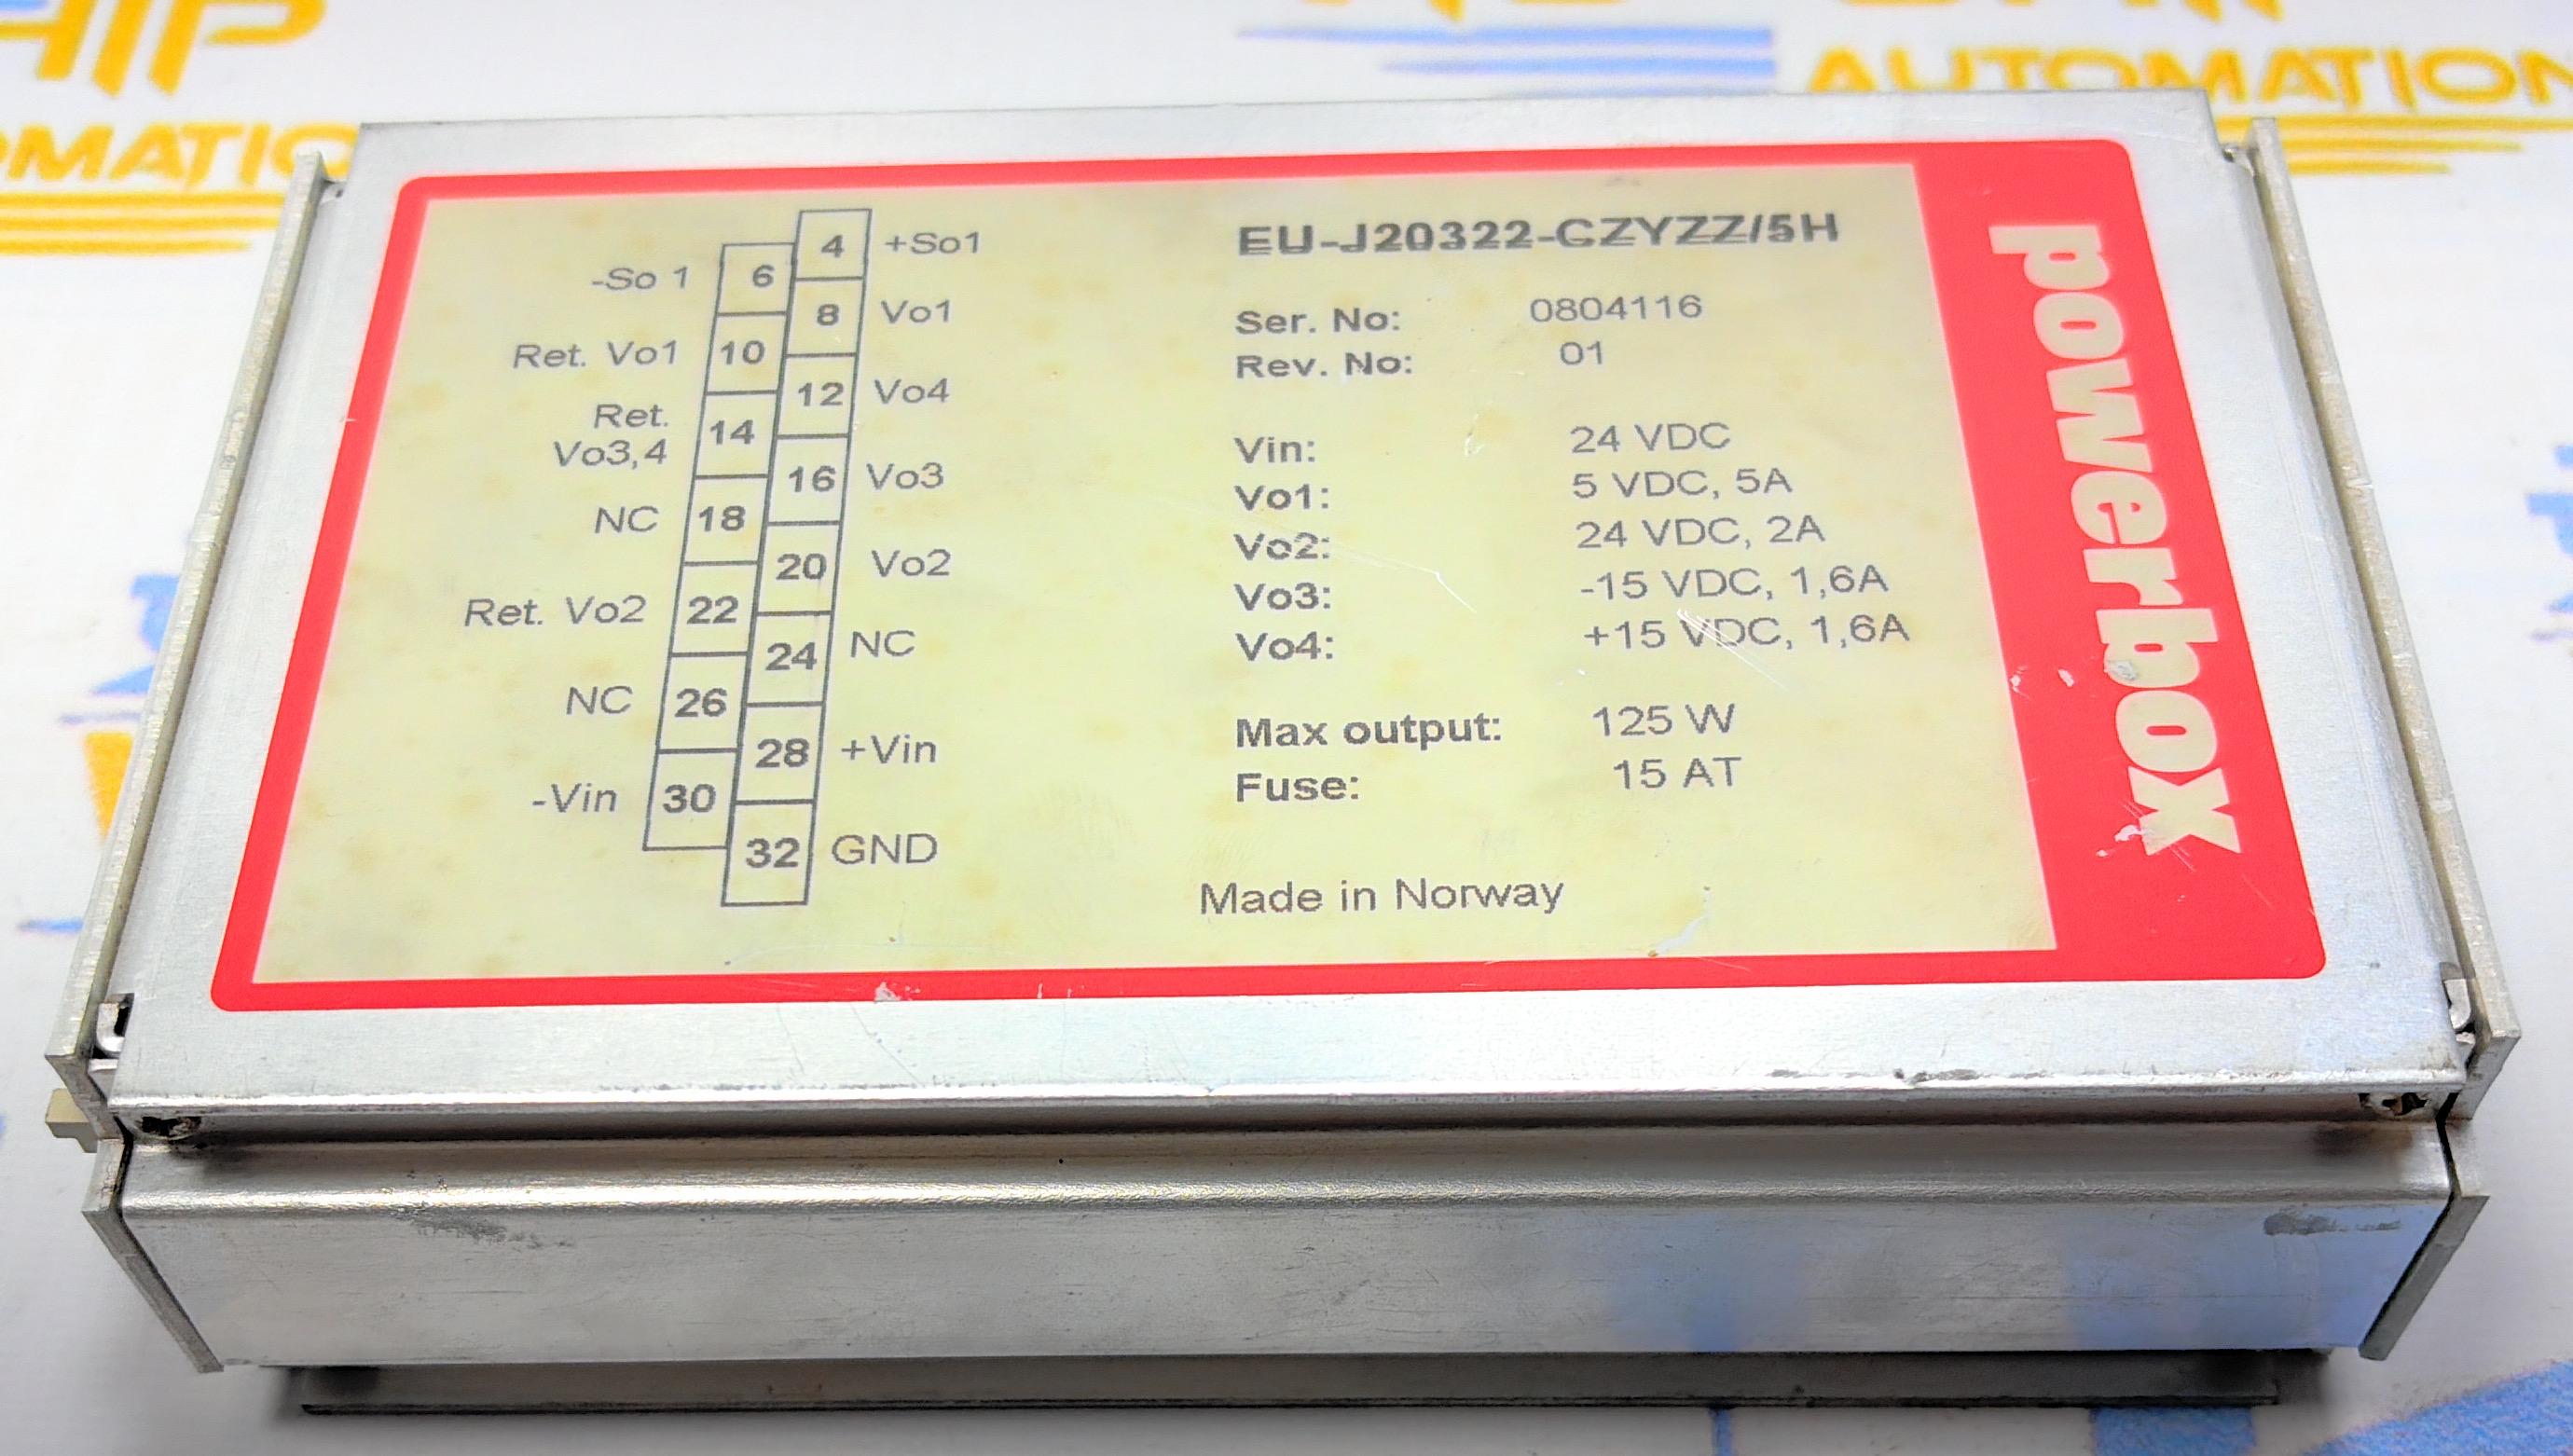 AUTOMATION
EU-J20322-CZYZZ/5H
Ser. No: 0804116
Rev. No: 01
Vin: 24 VDC
Vo1: 5 VDC, 5A
Vo2: 24 VDC, 2A
Vo3: -15 VDC, 1,6A
Vo4: +15 VDC, 1,6A
Max output: 125 W
Fuse: 15 AT
Made in Norway
4 +So1
-So 1 6
8 Vo1
Ret. Vo1 10
12 Vo4
Ret.
Vo3,4 14
16 Vo3
NC 18
20 Vo2
Ret. Vo2 22
24 NC
NC 26
28 +Vin
-Vin 30
32 GND
powerbox